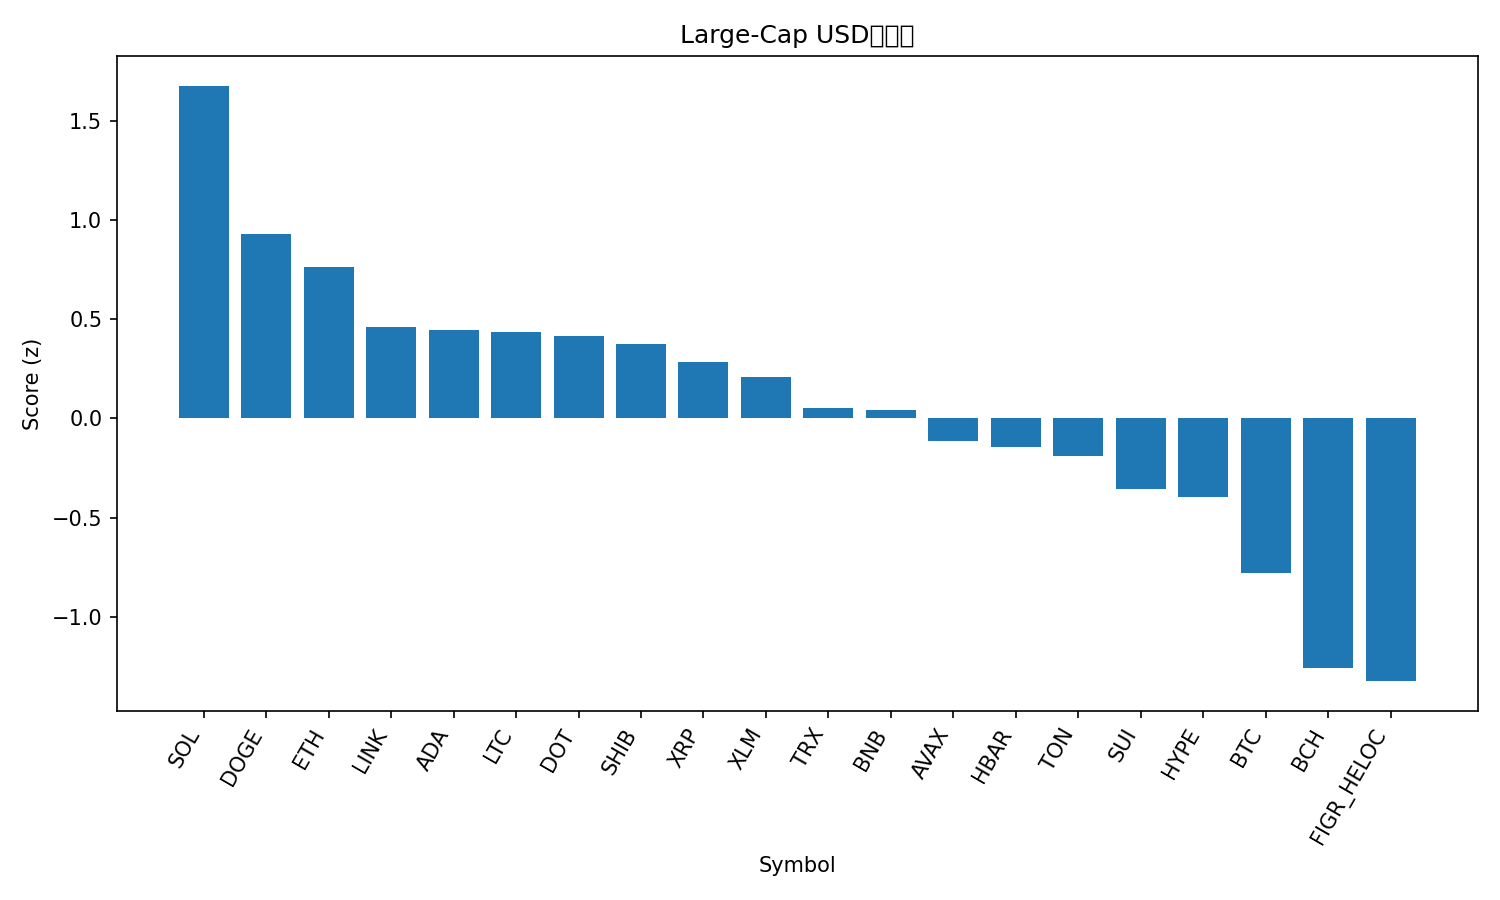 Large-Cap USD
1.5
1.0
0.5
0.0
−0.5
−1.0
Score (z)
SOL
DOGE
ETH
LINK
ADA
LTC
DOT
SHIB
XRP
XLM
TRX
BNB
AVAX
HBAR
TON
SUI
HYPE
BTC
BCH
FIGR_HELOC
Symbol